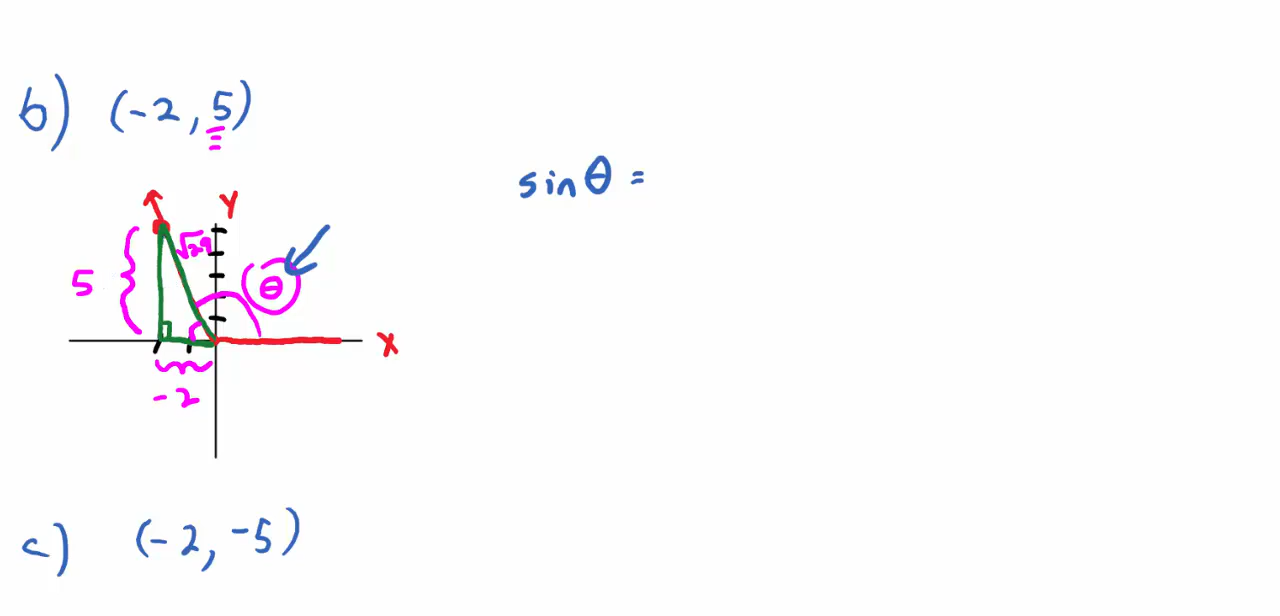 b) (-2, 5)
sin θ =
y
√29
θ
5
x
-2
c) (-2, -5)